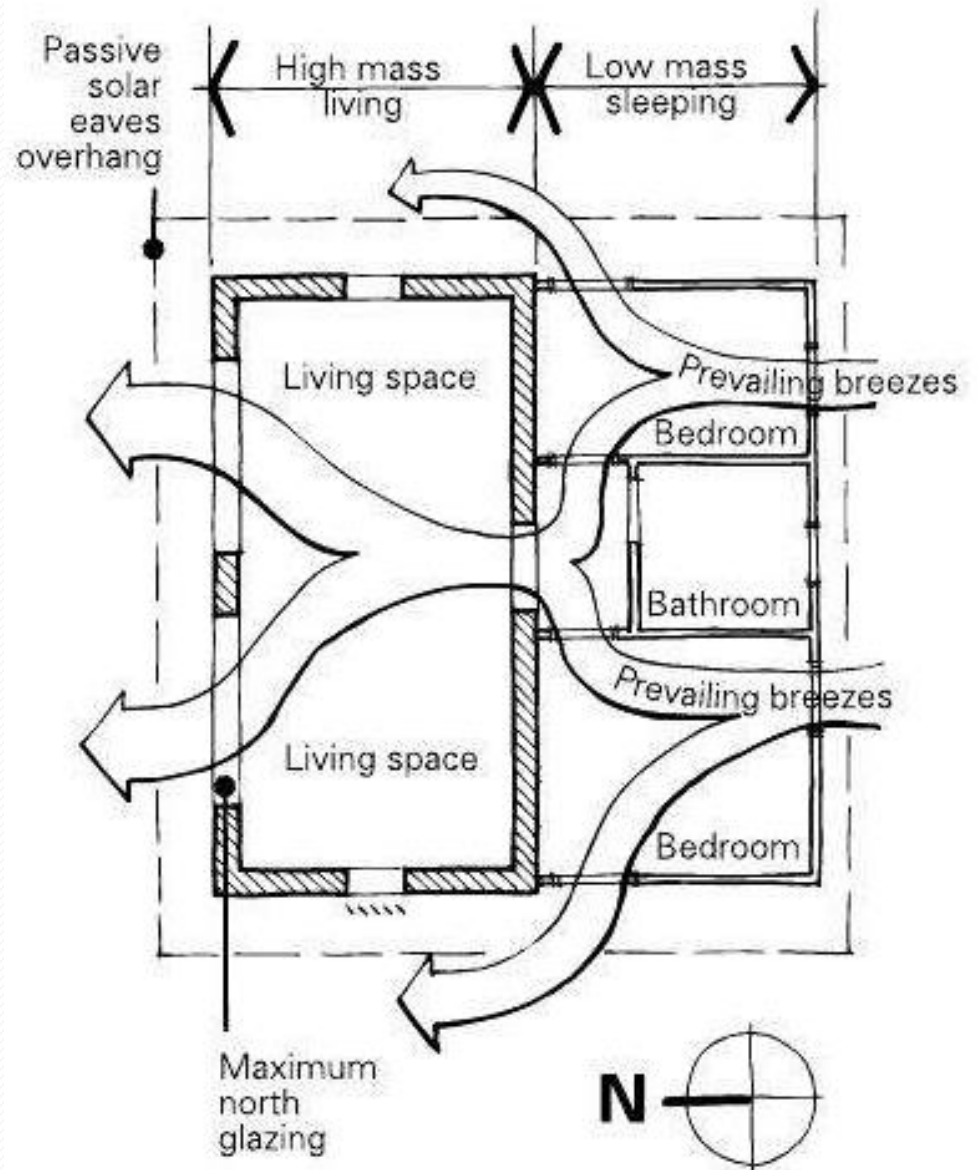 Passive
solar
eaves
overhang
High mass
living
Low mass
sleeping
Living space
Prevailing breezes
Bedroom
Bathroom
Prevailing breezes
Living space
Bedroom
Maximum
north
glazing
N